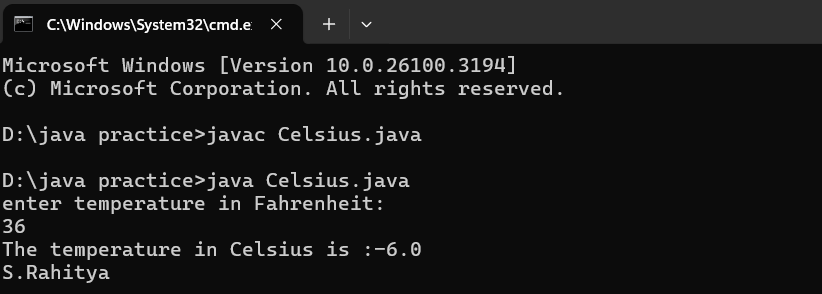 C:\Windows\System32\cmd.e
Microsoft Windows [Version 10.0.26100.3194]
(c) Microsoft Corporation. All rights reserved.
D:\java practice>javac Celsius.java
D:\java practice>java Celsius.java
enter temperature in Fahrenheit:
36
The temperature in Celsius is :-6.0
S.Rahitya